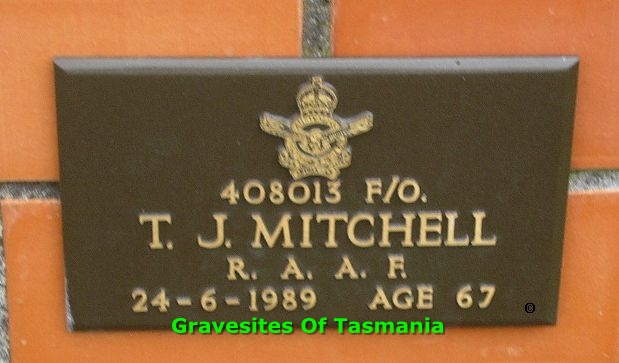 408013 F/O.
T. J. MITCHELL
R. A. A. F.
24-6-1989 AGE 67
©
Gravesites Of Tasmania